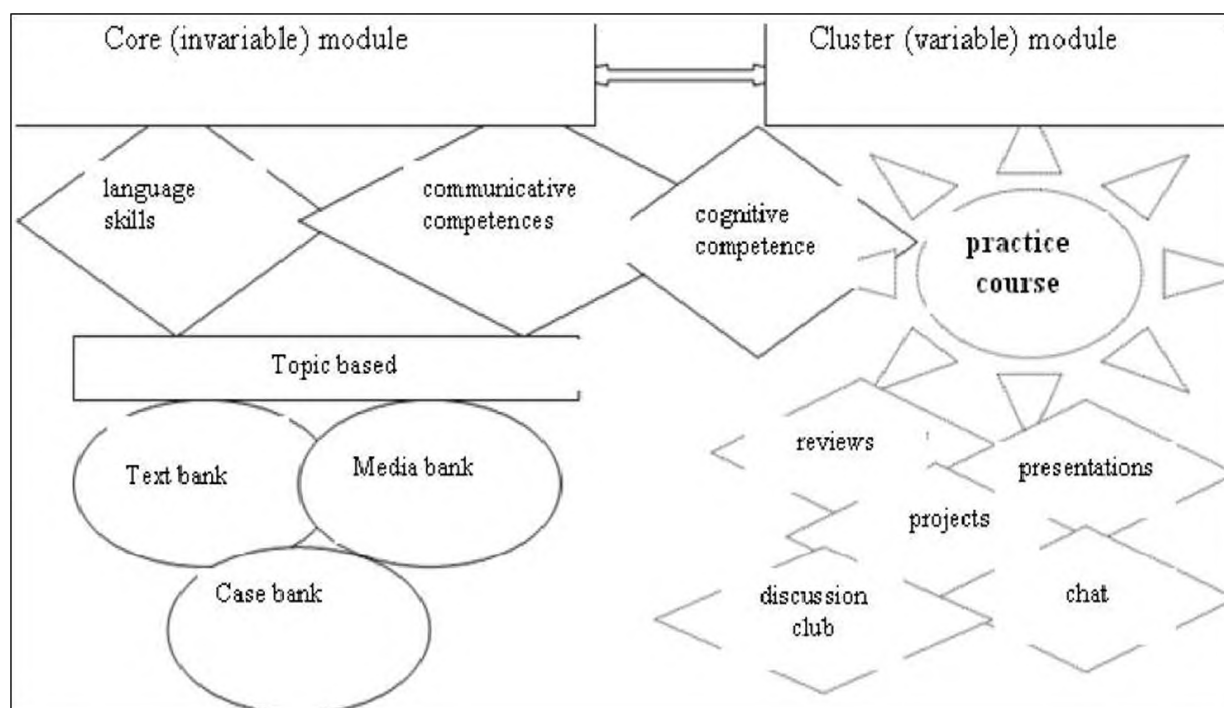 Core (invariable) module
Cluster (variable) module
language
skills
communicative
competences
cognitive
competence
practice
course
Topic based
Text bank
Media bank
Case bank
reviews
presentations
projects
discussion
club
chat